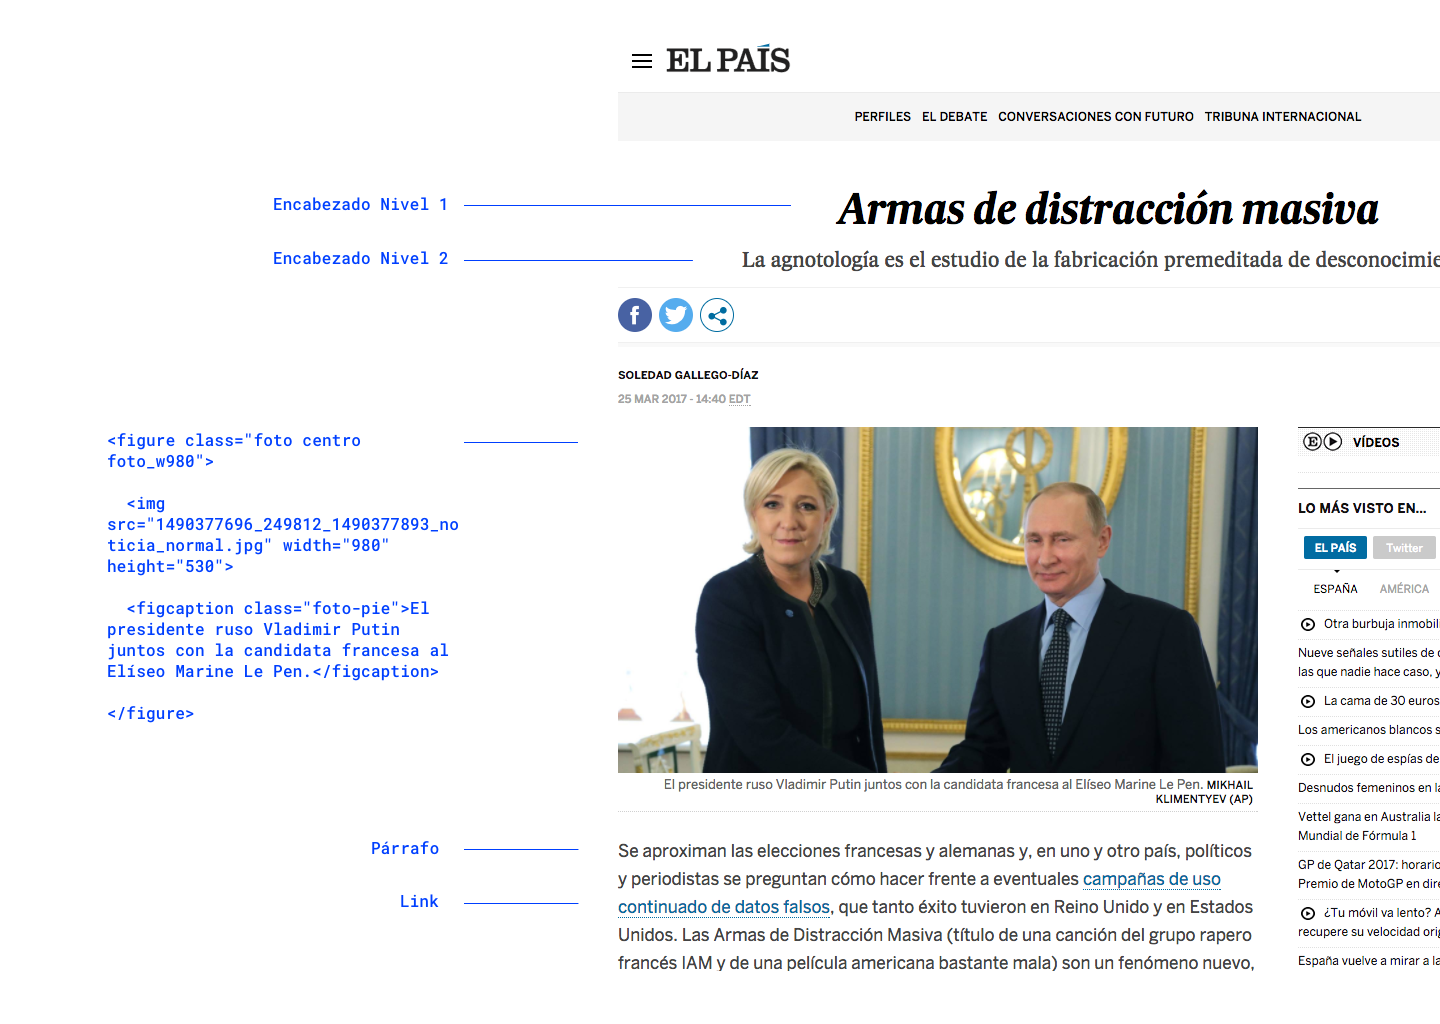 EL PAÍS
PERFILES EL DEBATE CONVERSACIONES CON FUTURO TRIBUNA INTERNACIONAL
Encabezado Nivel 1
Armas de distracción masiva
Encabezado Nivel 2
La agnotología es el estudio de la fabricación premeditada de desconocimie
SOLEDAD GALLEGO-DÍAZ
25 MAR 2017 - 14:40 EDT
<figure class="foto centro
foto_w980">
<img
src="1490377696_249812_1490377893_no
ticia_normal.jpg" width="980"
height="530">
<figcaption class="foto-pie">El
presidente ruso Vladimir Putin
juntos con la candidata francesa al
Elíseo Marine Le Pen.</figcaption>
</figure>
El presidente ruso Vladimir Putin juntos con la candidata francesa al Elíseo Marine Le Pen. MIKHAIL
KLIMENTYEV (AP)
Párrafo
Link
Se aproximan las elecciones francesas y alemanas y, en uno y otro país, políticos
y periodistas se preguntan cómo hacer frente a eventuales campañas de uso
continuado de datos falsos, que tanto éxito tuvieron en Reino Unido y en Estados
Unidos. Las Armas de Distracción Masiva (título de una canción del grupo rapero
francés IAM y de una película americana bastante mala) son un fenómeno nuevo,
E VÍDEOS
LO MÁS VISTO EN...
EL PAÍS Twitter
ESPAÑA AMÉRICA
Otra burbuja inmobili
Nueve señales sutiles de
las que nadie hace caso, y
La cama de 30 euros
Los americanos blancos s
El juego de espías de
Desnudos femeninos en la
Vettel gana en Australia la
Mundial de Fórmula 1
GP de Qatar 2017: horario
Premio de MotoGP en dire
¿Tu móvil va lento? A
recupere su velocidad orig
España vuelve a mirar a la